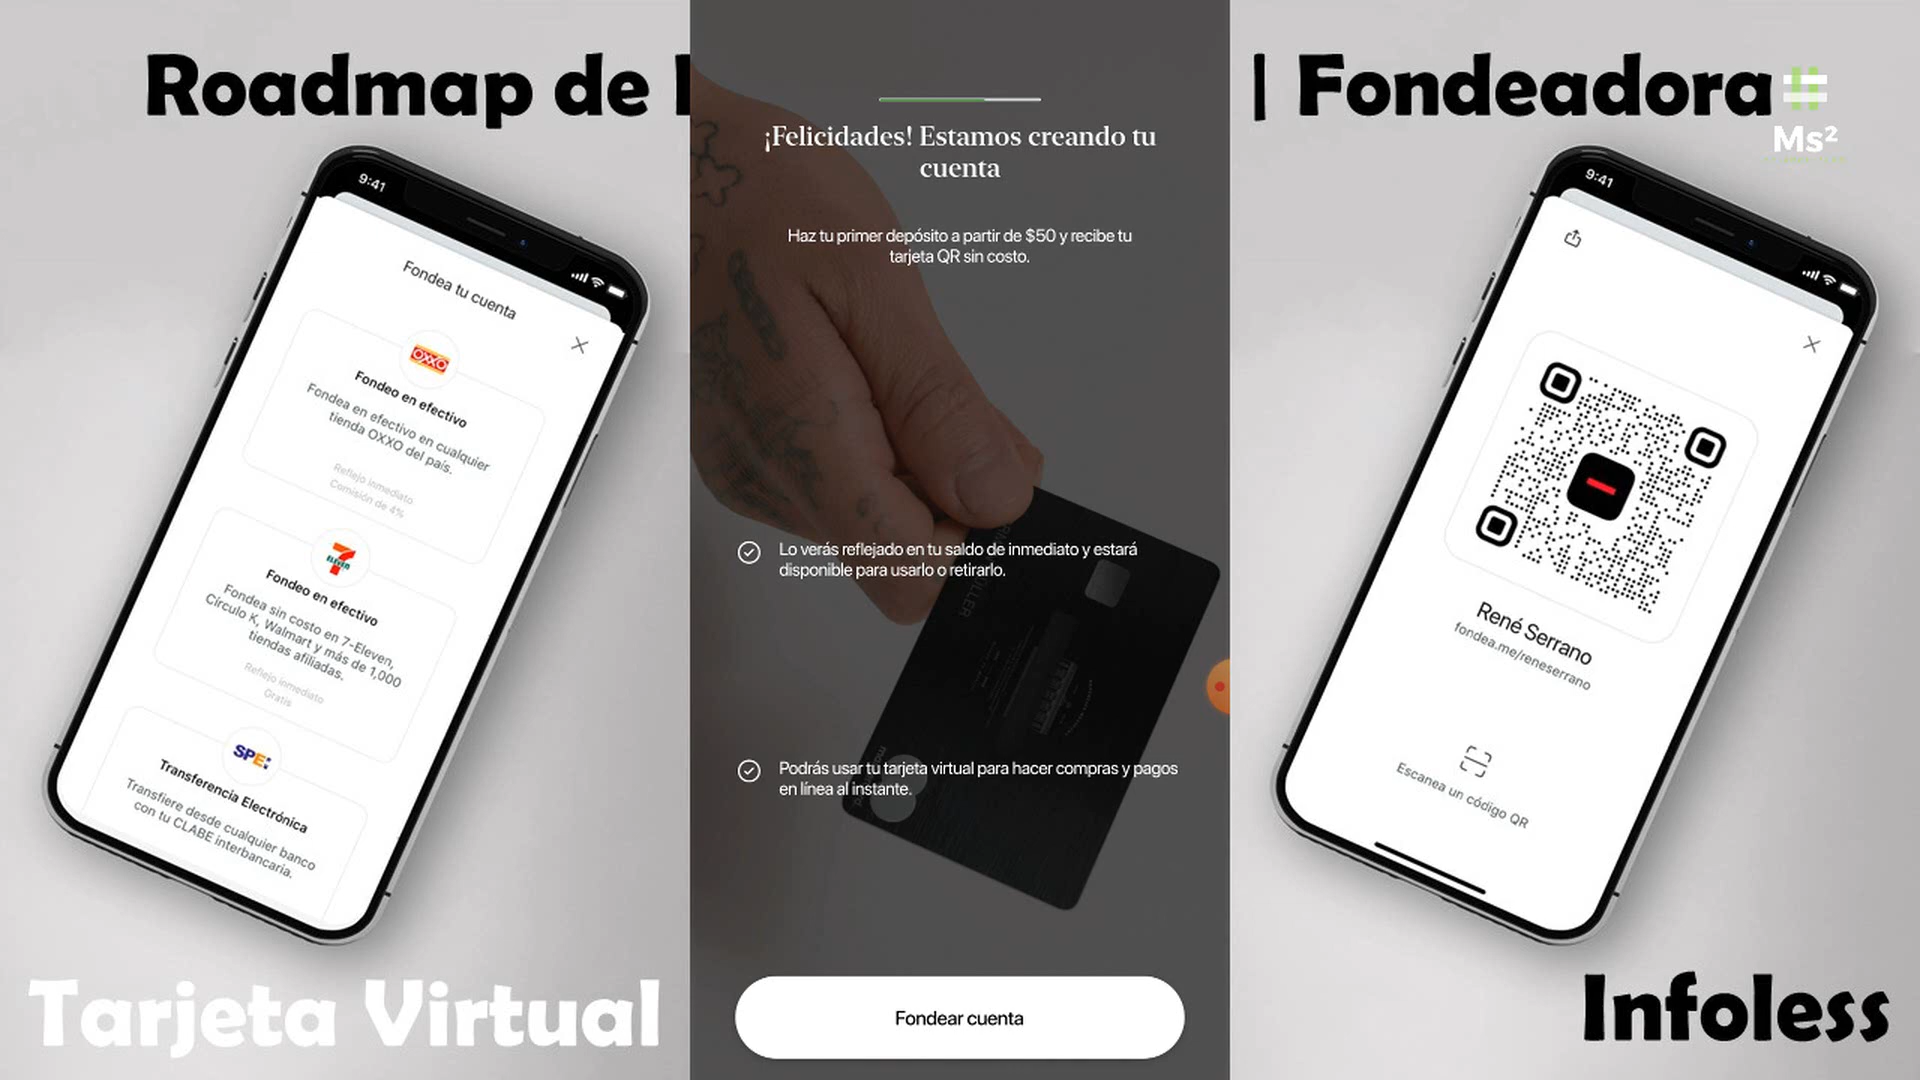 Roadmap de
| Fondeadora
Ms²
9:41
Fondea tu cuenta
OXXO
Fondeo en efectivo
Fondea en efectivo en cualquier
tienda OXXO del país.
Reflejo inmediato
Comisión de 4%
7
ELEVEN
Fondeo en efectivo
Fondea sin costo en 7-Eleven,
Círculo K, Walmart y más de 1,000
tiendas afiliadas.
Reflejo inmediato
Gratis
SPEI
Transferencia Electrónica
Transfiere desde cualquier banco
con tu CLABE interbancaria.
Tarjeta Virtual
¡Felicidades! Estamos creando tu
cuenta
Haz tu primer depósito a partir de $50 y recibe tu
tarjeta QR sin costo.
Lo verás reflejado en tu saldo de inmediato y estará
disponible para usarlo o retirarlo.
Podrás usar tu tarjeta virtual para hacer compras y pagos
en línea al instante.
Fondear cuenta
9:41
René Serrano
fondea.me/reneserrano
Escanea un código QR
Infoless